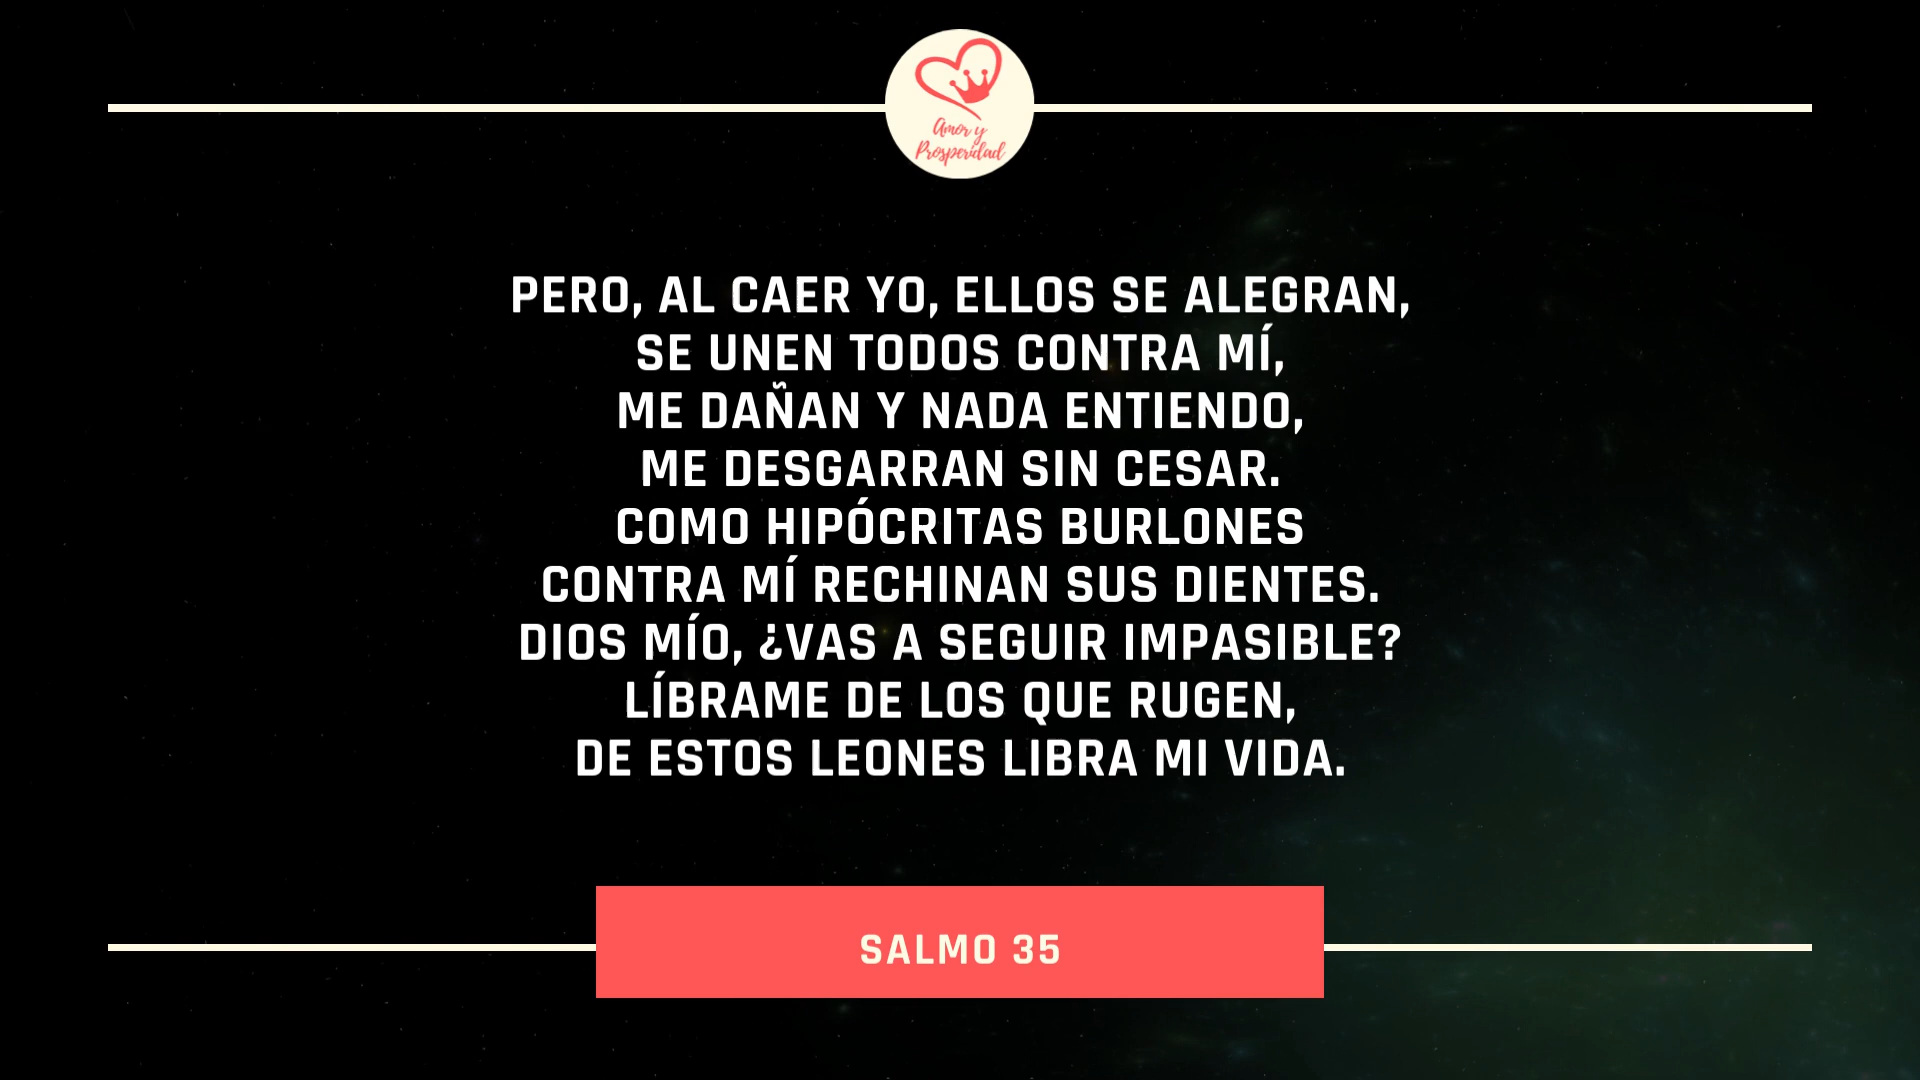 Amor y
Prosperidad
PERO, AL CAER YO, ELLOS SE ALEGRAN,
SE UNEN TODOS CONTRA MÍ,
ME DAÑAN Y NADA ENTIENDO,
ME DESGARRAN SIN CESAR.
COMO HIPÓCRITAS BURLONES
CONTRA MÍ RECHINAN SUS DIENTES.
DIOS MÍO, ¿VAS A SEGUIR IMPASIBLE?
LÍBRAME DE LOS QUE RUGEN,
DE ESTOS LEONES LIBRA MI VIDA.
SALMO 35